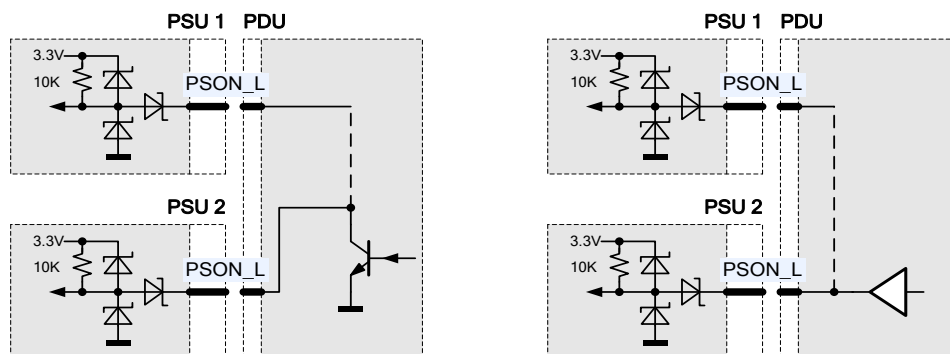 PSU 1 PDU
3.3V
10K
PSON_L
PSU 2
3.3V
10K
PSON_L
PSU 1 PDU
3.3V
10K
PSON_L
PSU 2
3.3V
10K
PSON_L